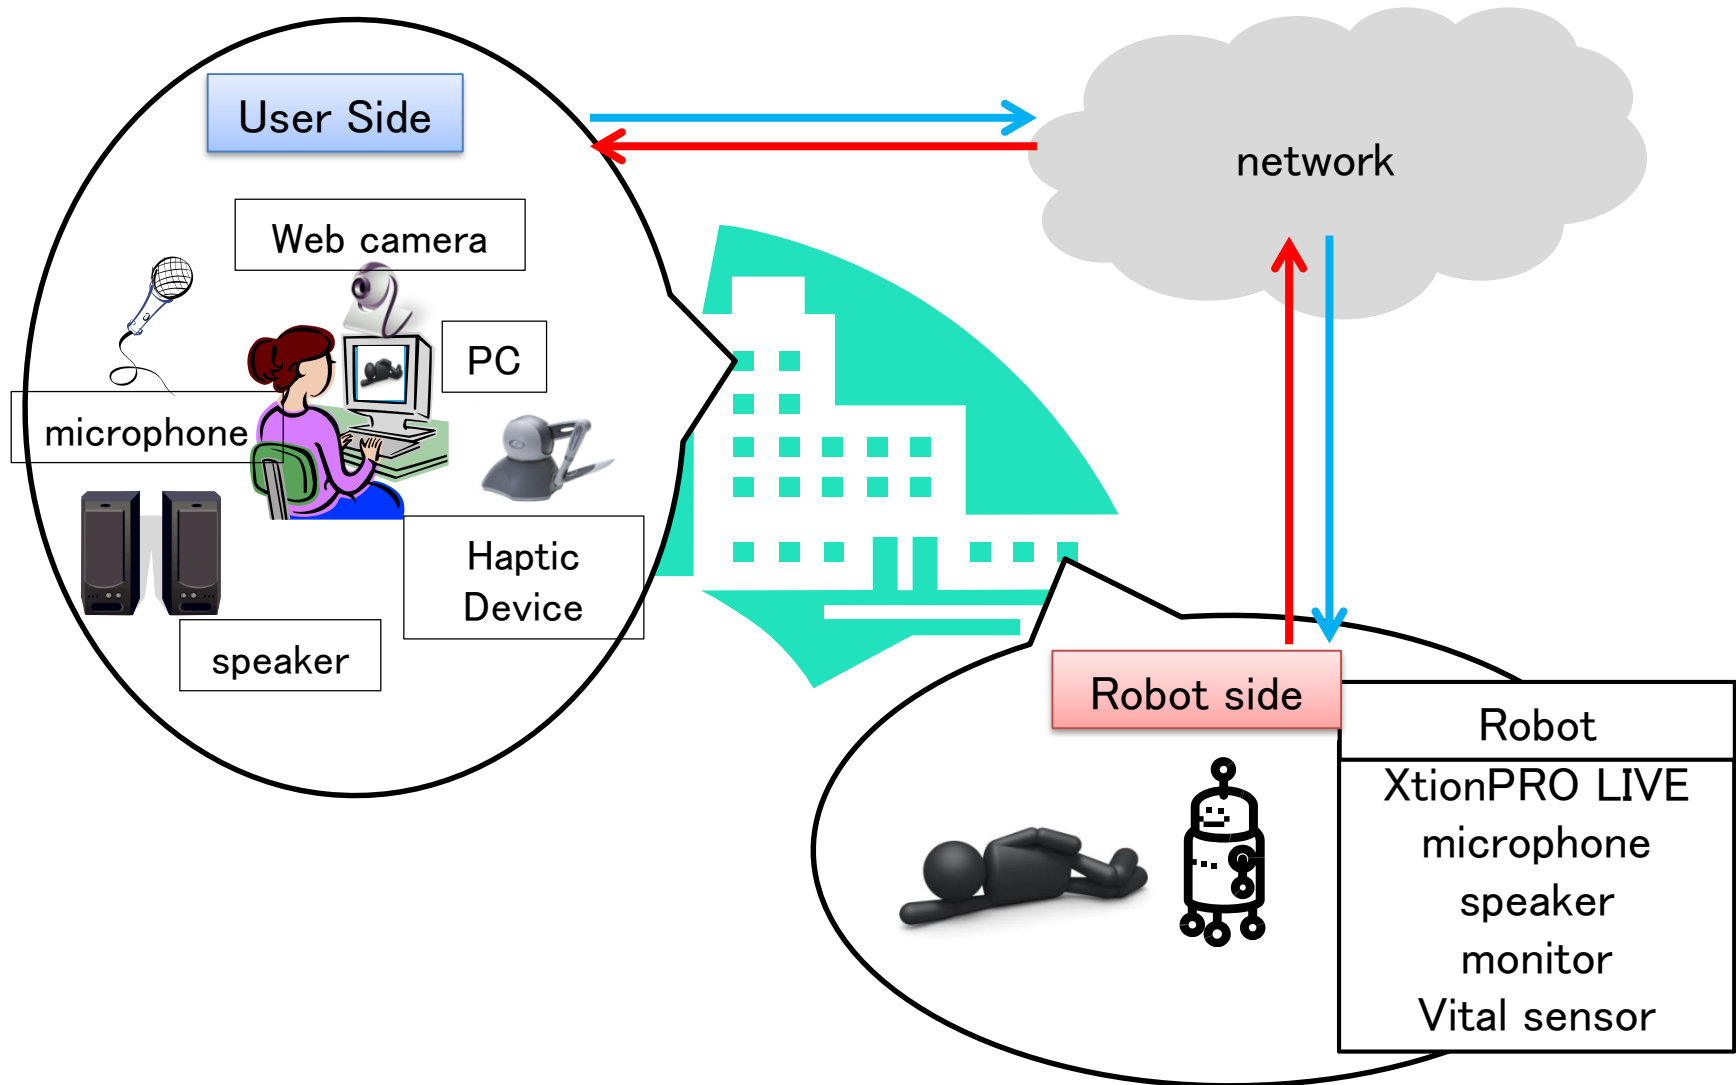 User Side
network
Web camera
PC
microphone
Haptic
Device
speaker
Robot side
Robot
XtionPRO LIVE
microphone
speaker
monitor
Vital sensor